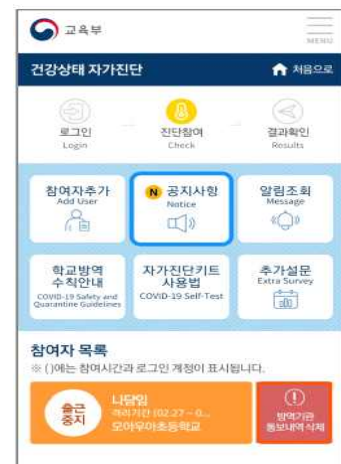 교육부
MENU
건강상태 자가진단
처음으로
로그인
Login
진단참여
Check
결과확인
Results
참여자추가
Add User
N 공지사항
Notice
알림조회
Message
학교방역
수칙안내
COVID-19 Safety and
Quarantine Guidelines
자가진단키트
사용법
COVID-19 Self-Test
추가설문
Extra Survey
참여자 목록
※ ()에는 참여시간과 로그인 계정이 표시됩니다.
출근
중지
나담임
격리기간 (02.27 ~ 0...
모아우아초등학교
방역기관
통보내역 삭제